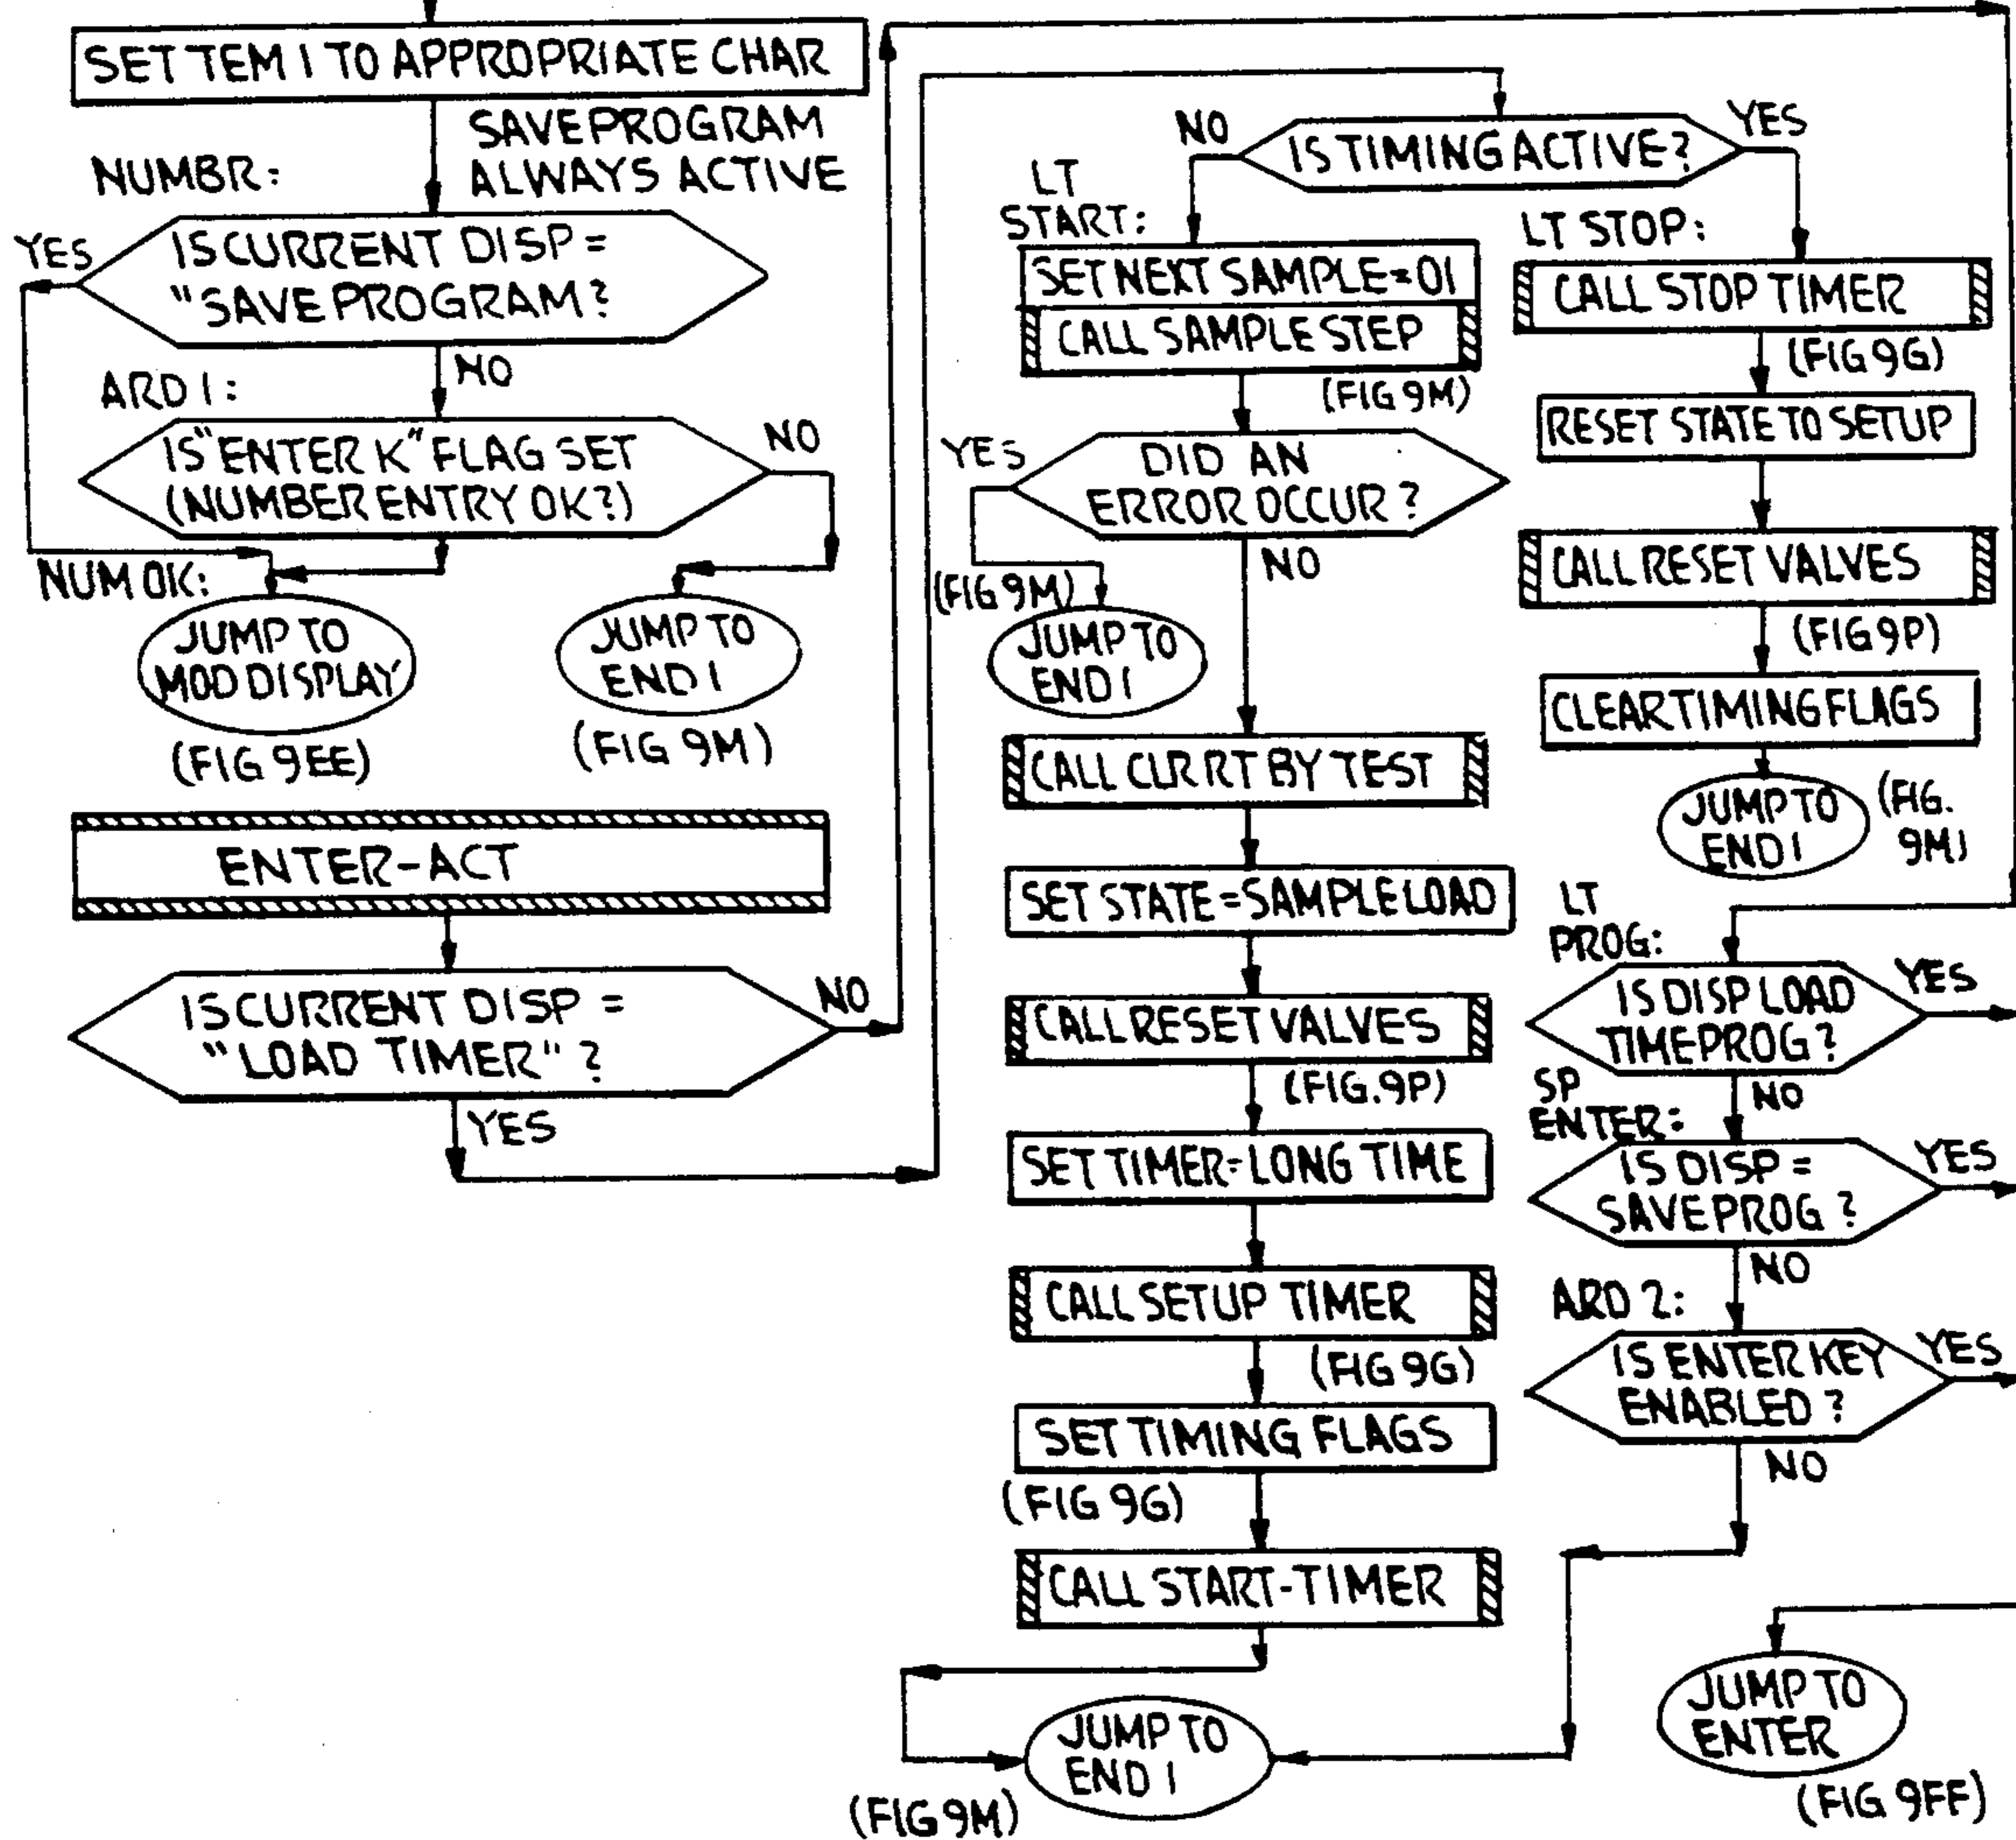 SET TEM 1 TO APPROPRIATE CHAR
SAVEPROGRAM
ALWAYS ACTIVE
NUMBR:
YES
IS CURRENT DISP =
"SAVE PROGRAM?
NO
ARD 1:
IS "ENTER K" FLAG SET
(NUMBER ENTRY OK?)
NO
NUM OK:
JUMP TO
MOD DISPLAY
(FIG 9EE)
JUMP TO
END 1
(FIG 9M)
ENTER-ACT
IS CURRENT DISP =
"LOAD TIMER" ?
NO
YES
IS TIMING ACTIVE?
NO
YES
LT
START:
SET NEXT SAMPLE=01
CALL SAMPLE STEP
(FIG 9M)
YES
DID AN
ERROR OCCUR ?
NO
(FIG 9M)
JUMP TO
END 1
CALL CLR RT BY TEST
SET STATE = SAMPLE LOAD
CALL RESET VALVES
(FIG. 9P)
SET TIMER=LONG TIME
CALL SETUP TIMER
(FIG 9G)
SET TIMING FLAGS
(FIG 9G)
CALL START-TIMER
JUMP TO
END 1
(FIG 9M)
LT STOP:
CALL STOP TIMER
(FIG 9G)
RESET STATE TO SETUP
CALL RESET VALVES
(FIG 9P)
CLEAR TIMING FLAGS
JUMP TO
END 1
(FIG.
9M)
LT
PROG:
IS DISP LOAD
TIME PROG ?
YES
NO
SP
ENTER:
IS DISP =
SAVE PROG ?
YES
NO
ARD 2:
IS ENTER KEY
ENABLED ?
YES
NO
JUMP TO
ENTER
(FIG 9FF)